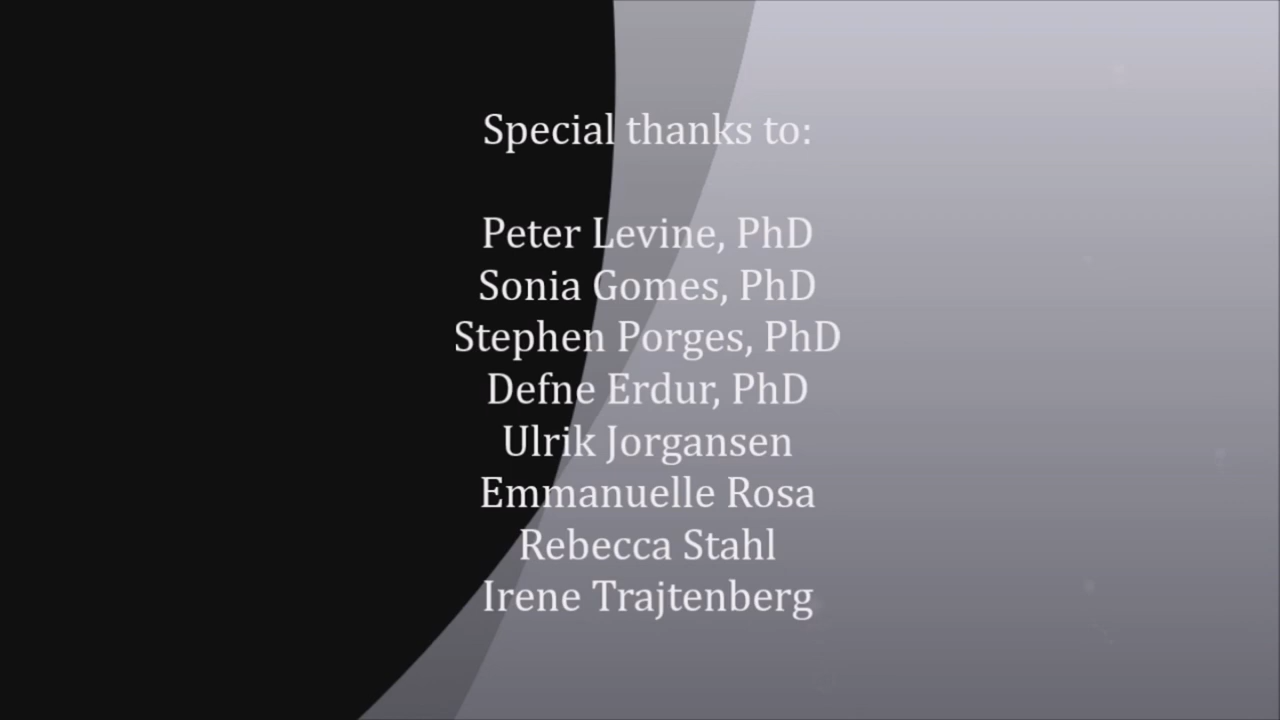 Special thanks to:
Peter Levine, PhD
Sonia Gomes, PhD
Stephen Porges, PhD
Defne Erdur, PhD
Ulrik Jorgansen
Emmanuelle Rosa
Rebecca Stahl
Irene Trajtenberg